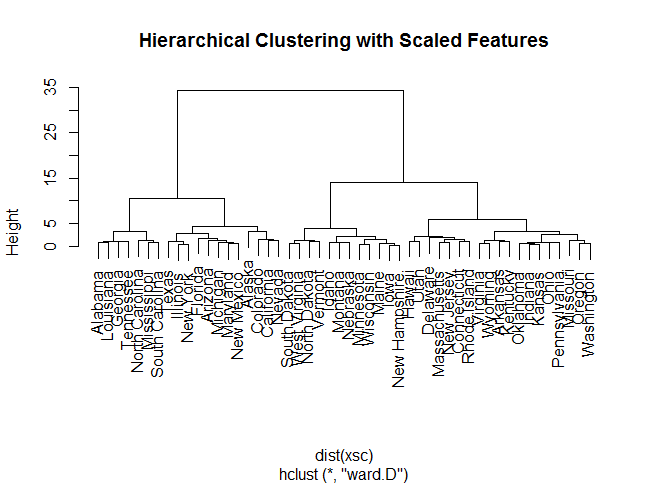 Hierarchical Clustering with Scaled Features
Height
35
25
15
5
0
Alabama
Louisiana
Georgia
Tennessee
North Carolina
Mississippi
South Carolina
Texas
Illinois
New York
Florida
Arizona
Michigan
Maryland
New Mexico
Alaska
Colorado
California
Nevada
South Dakota
West Virginia
North Dakota
Vermont
Idaho
Montana
Nebraska
Minnesota
Wisconsin
Maine
Iowa
New Hampshire
Hawaii
Utah
Delaware
Massachusetts
New Jersey
Connecticut
Rhode Island
Virginia
Wyoming
Arkansas
Kentucky
Oklahoma
Indiana
Kansas
Ohio
Pennsylvania
Missouri
Oregon
Washington
dist(xsc)
hclust (*, "ward.D")